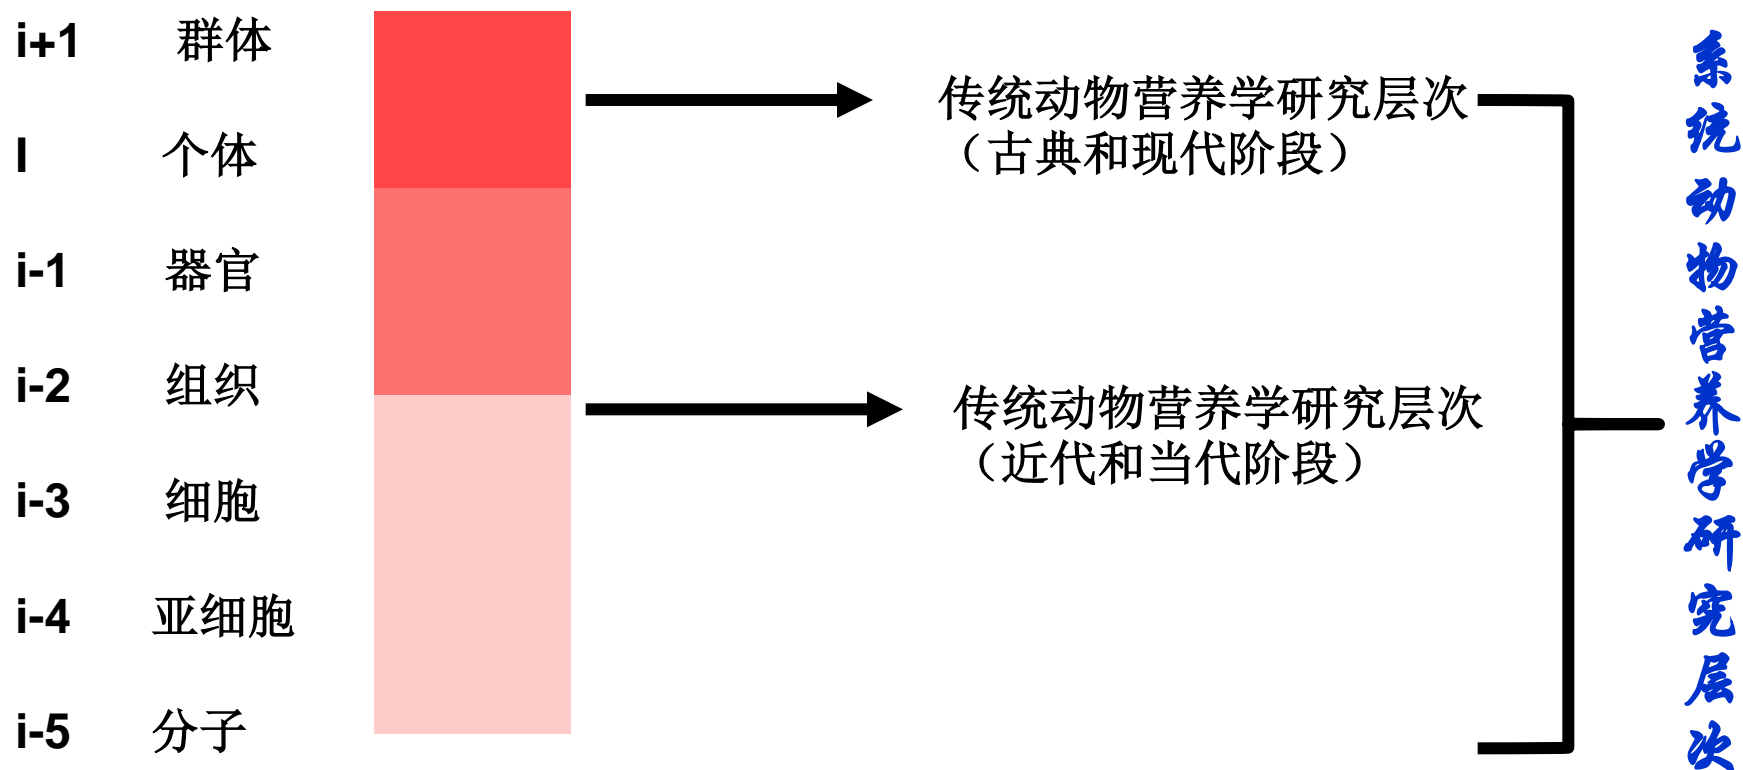 i+1 群体
I 个体
i-1 器官
i-2 组织
i-3 细胞
i-4 亚细胞
i-5 分子
传统动物营养学研究层次
（古典和现代阶段）
传统动物营养学研究层次
（近代和当代阶段）
系统动物营养学研究层次